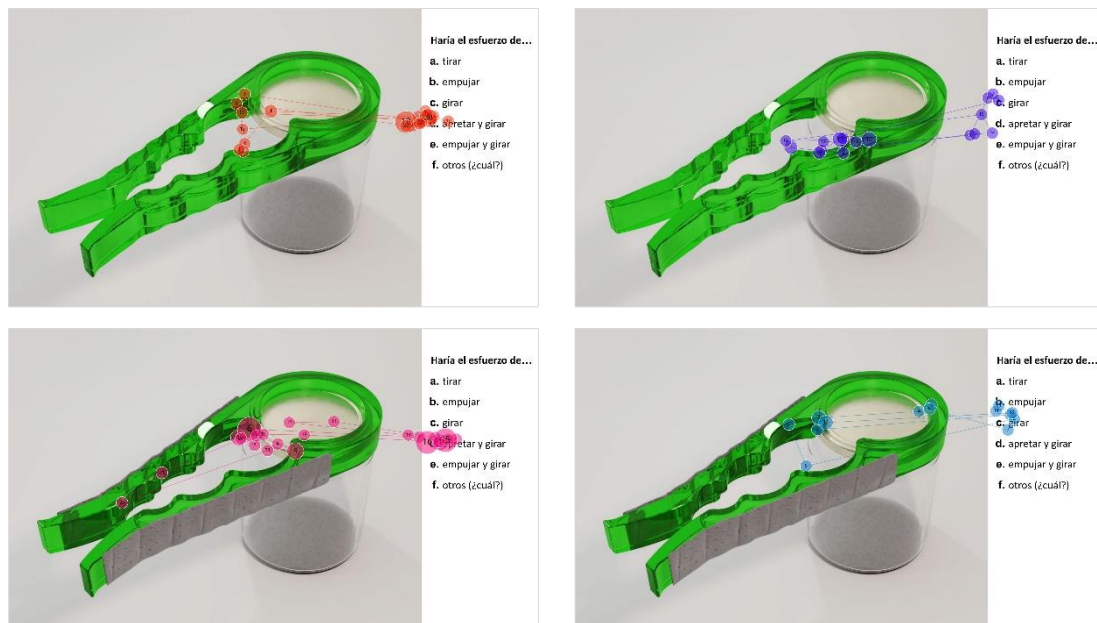 Haría el esfuerzo de...
a. tirar
b. empujar
c. girar
apretar y girar
e. empujar y girar
f. otros (¿cuál?)
Haría el esfuerzo de...
a. tirar
b. empujar
c. girar
d. apretar y girar
e. empujar y girar
f. otros (¿cuál?)
Haría el esfuerzo de...
a. tirar
b. empujar
c. girar
retar y girar
e. empujar y girar
f. otros (¿cuál?)
Haría el esfuerzo de...
a. tirar
b. empujar
c. girar
d. apretar y girar
e. empujar y girar
f. otros (¿cuál?)